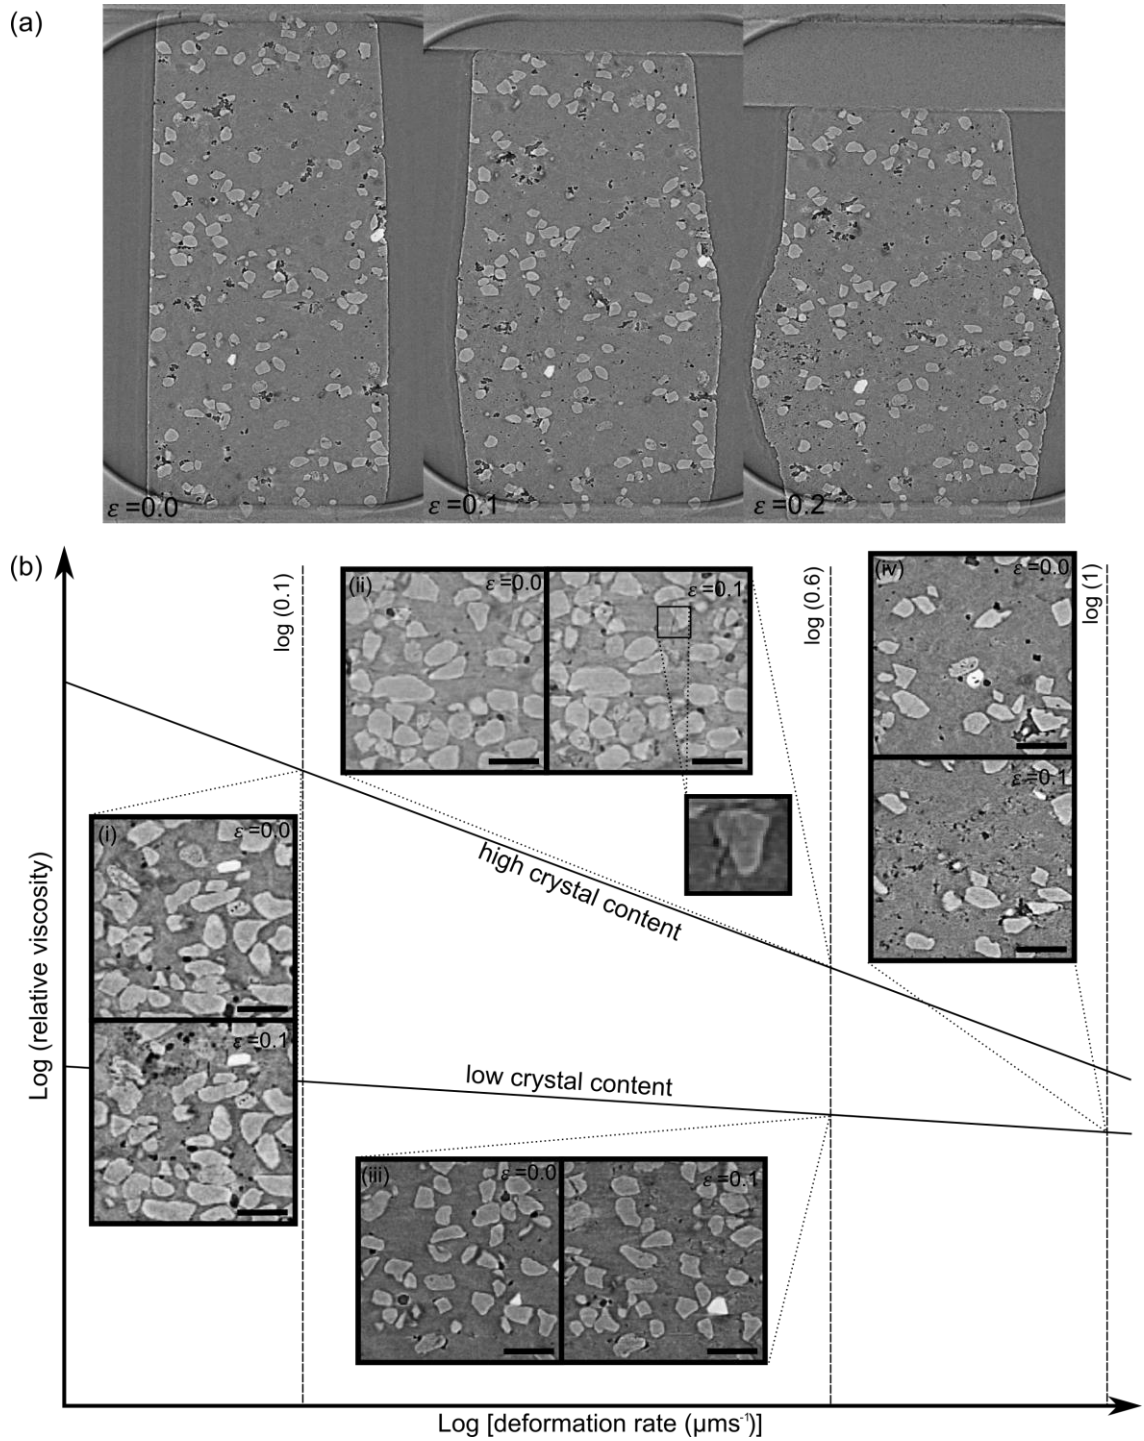 (a)
ε=0.0
ε=0.1
ε=0.2
(b)
log (0.1)
(ii)
ε=0.0
ε=0.1
log (0.6)
(iv)
ε=0.0
log (1)
ε=0.1
(i)
ε=0.0
ε=0.1
high crystal content
low crystal content
(iii)
ε=0.0
ε=0.1
Log (relative viscosity)
Log [deformation rate (µms⁻¹)]